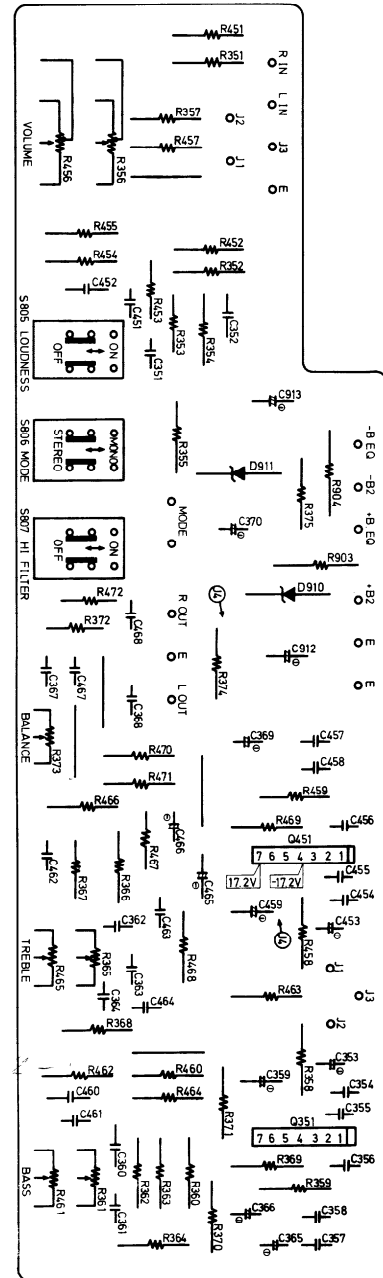 R451
R351
R IN
L IN
J3
E
R357
J2
R457
J1
VOLUME
R456
R356
R455
R454
C452
R452
R352
C451
R453
R353
R354
C352
C351
S805 LOUDNESS
OFF
ON
C913
S806 MODE
STEREO
MONO
R355
MODE
D911
R375
R904
-B EQ
-B2
+B.EQ
+B2
E
E
C370
S807 HI FILTER
OFF
ON
R903
D910
R472
R372
C468
R OUT
E
L OUT
J4
R374
C912
C367
C467
C368
BALANCE
R373
R470
R471
R466
C369
C457
C458
R459
R469
C456
Q451
7 6 5 4 3 2 1
17.2V
-17.2V
C455
C454
C462
R367
R366
R467
C466
C465
C459
C453
J4
R458
C362
C463
R468
J1
TREBLE
R465
R365
C364
C363
C464
R463
J3
J2
R368
R462
C460
C461
R460
R464
C359
R358
C353
C354
C355
R371
Q351
7 6 5 4 3 2 1
R369
C356
BASS
R461
R361
C360
C361
R362
R363
R360
R370
R359
C366
C358
R364
C365
C357